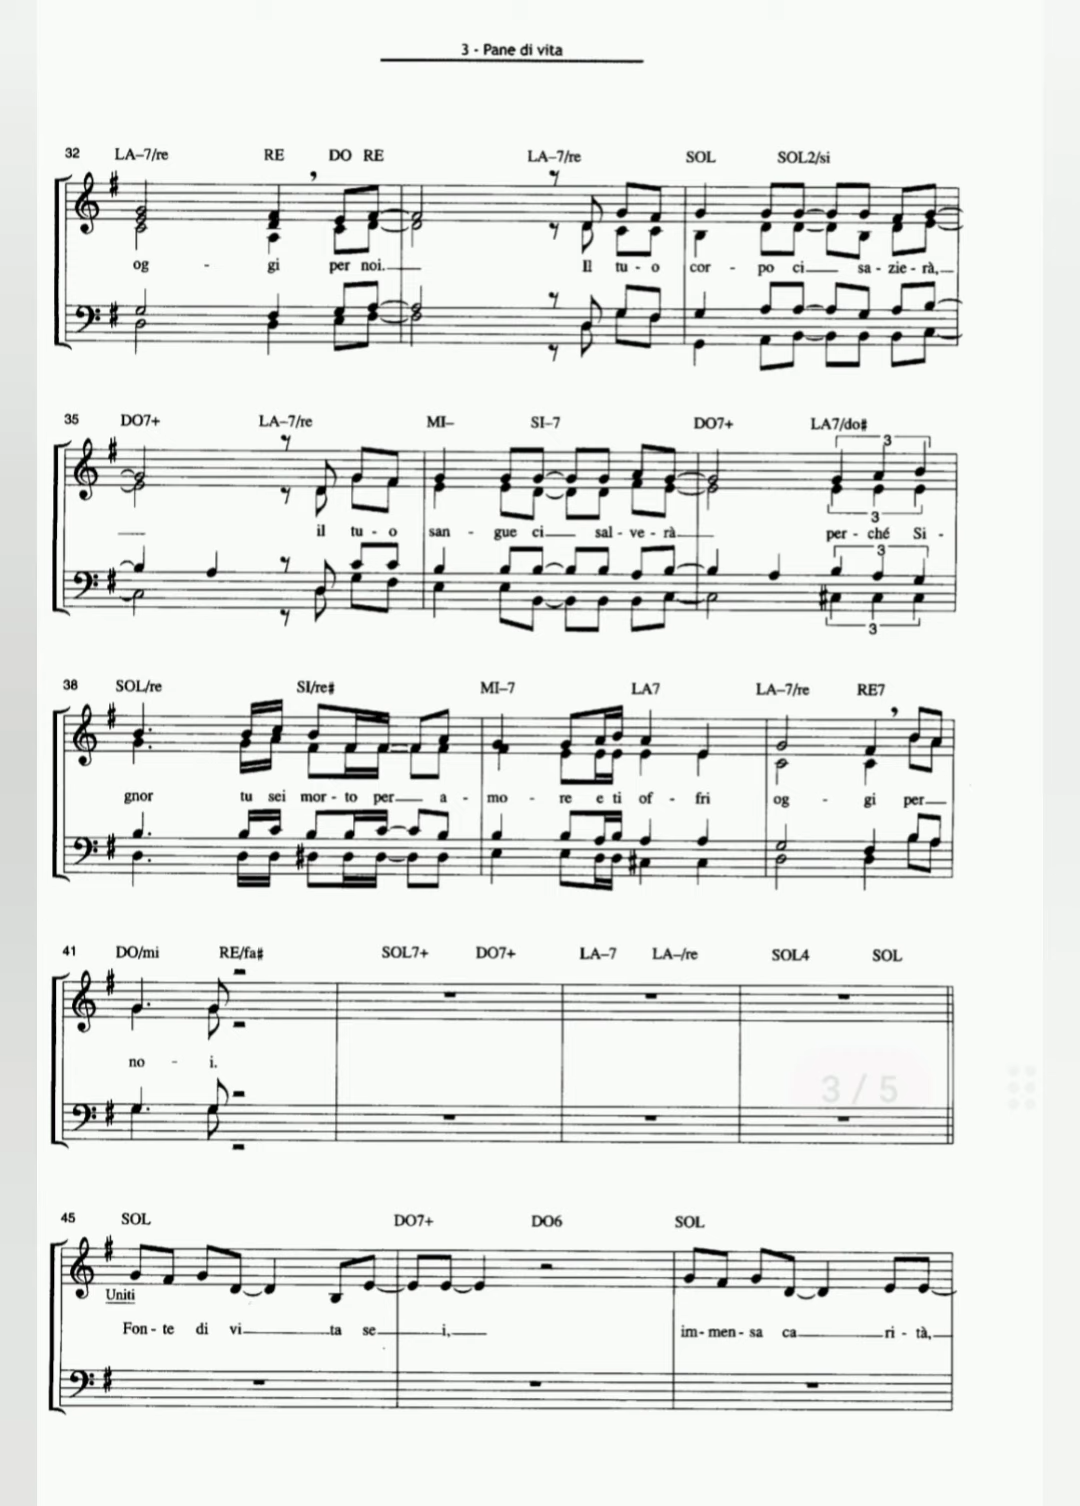 3 - Pane di vita
32 LA–7/re RE DO RE LA–7/re SOL SOL2/si
og - gi per noi. Il tu - o cor - po ci sa - zie - rà,
35 DO7+ LA–7/re MI– SI–7 DO7+ LA7/do#
3
il tu - o san - gue ci sal - ve - rà per - ché Si -
3
3
3
38 SOL/re SI/re# MI–7 LA7 LA–7/re RE7
gnor tu sei mor - to per a - mo - re e ti of - fri og - gi per
41 DO/mi RE/fa# SOL7+ DO7+ LA–7 LA–/re SOL4 SOL
no - i.
3 / 5
45 SOL DO7+ DO6 SOL
Uniti
Fon - te di vi ta se i, im - men - sa ca ri - tà,